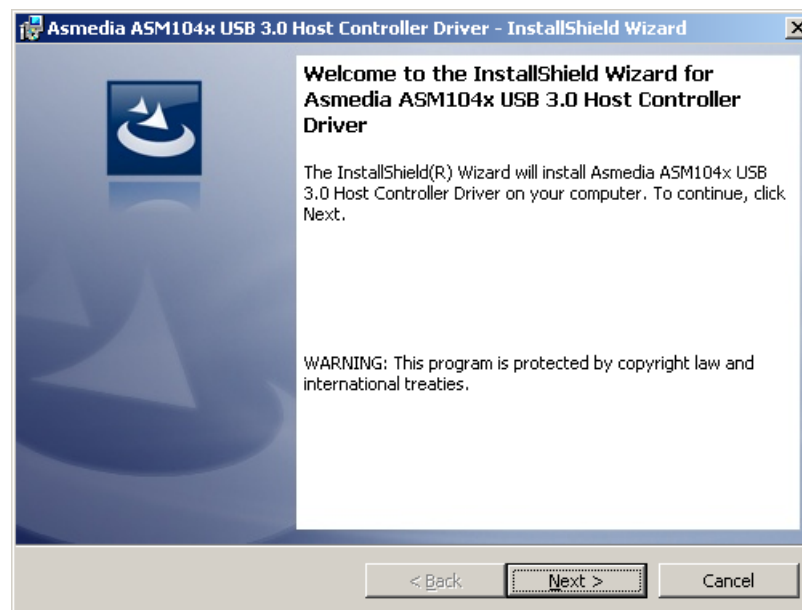 Asmedia ASM104x USB 3.0 Host Controller Driver - InstallShield Wizard
Welcome to the InstallShield Wizard for
Asmedia ASM104x USB 3.0 Host Controller
Driver
The InstallShield(R) Wizard will install Asmedia ASM104x USB
3.0 Host Controller Driver on your computer. To continue, click
Next.
WARNING: This program is protected by copyright law and
international treaties.
< Back
Next >
Cancel